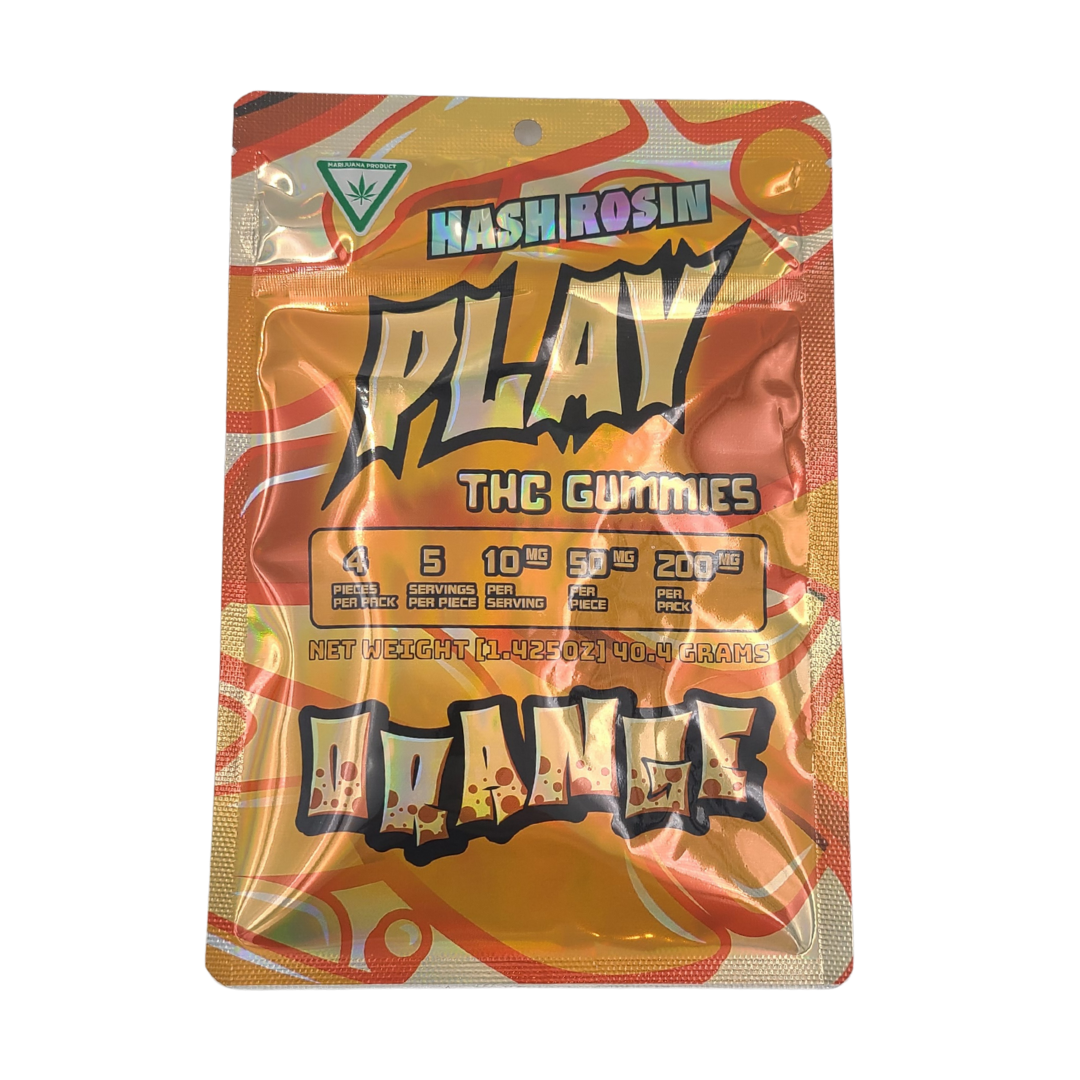 MARIJUANA PRODUCT
HASH ROSIN
PLAY
THC GUMMIES
4 5 10MG 50MG 200MG
PIECES SERVINGS PER PER PER
PER PACK PER PIECE SERVING PIECE PACK
NET WEIGHT [1.425OZ] 40.4 GRAMS
ORANGE